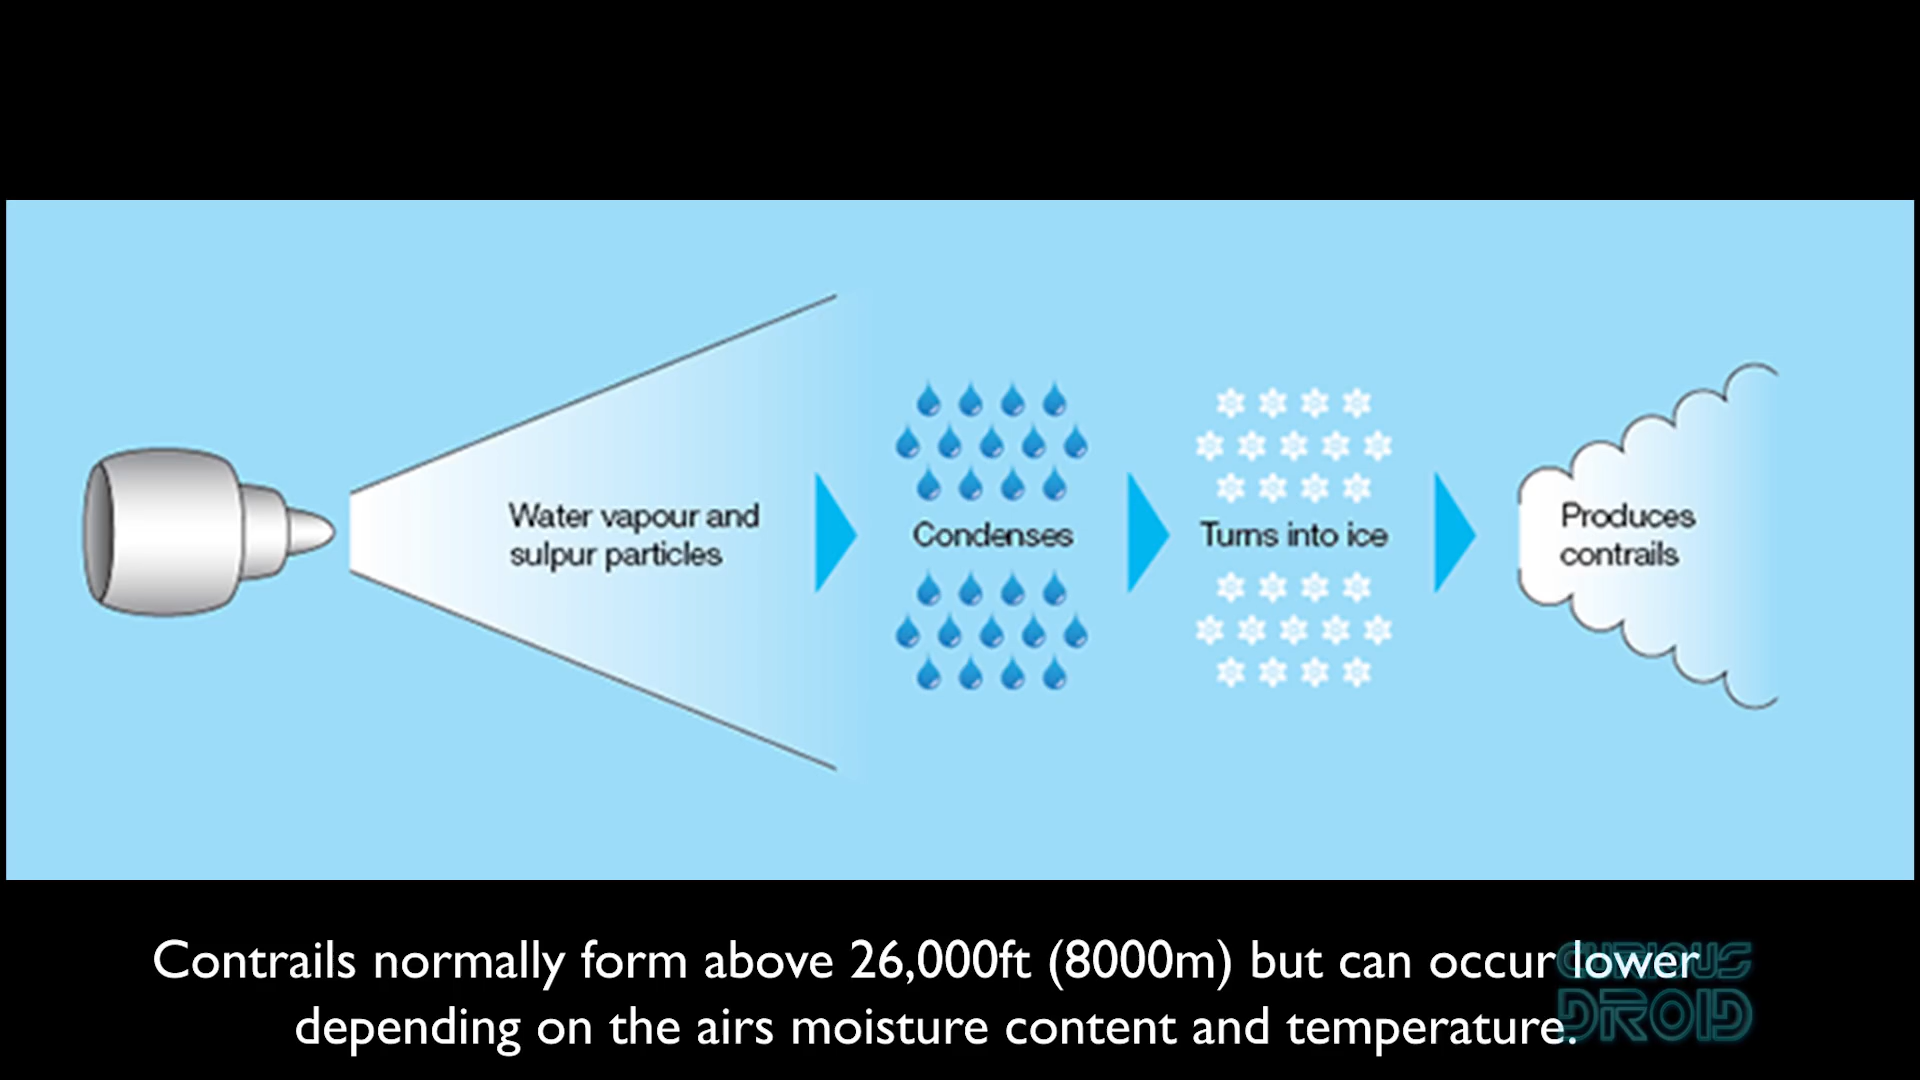 Water vapour and
sulpur particles
Condenses
Turns into ice
Produces
contrails
Contrails normally form above 26,000ft (8000m) but can occur lower
depending on the airs moisture content and temperature.
CURIOUS
DROID